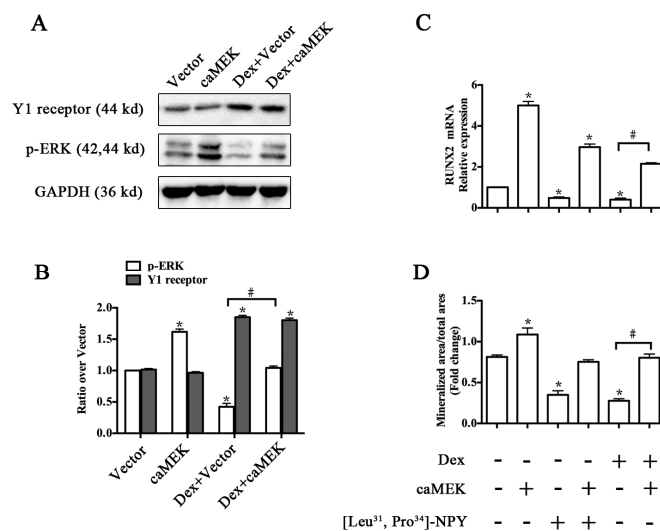 A
Vector
caMEK
Dex+Vector
Dex+caMEK
Y1 receptor (44 kd)
p-ERK (42,44 kd)
GAPDH (36 kd)
B
p-ERK
Y1 receptor
Ratio over Vector
2.0
1.5
1.0
0.5
0.0
*
*
*
#
*
Vector
caMEK
Dex+Vector
Dex+caMEK
C
RUNX2 mRNA
Relative expression
6
4
2
0
*
*
*
*
#
D
Mineralized area/total ares
(Fold change)
1.5
1.0
0.5
0.0
*
*
*
#
Dex - - - - + +
caMEK - + - + - +
[Leu³¹, Pro³⁴]-NPY - - + + - -